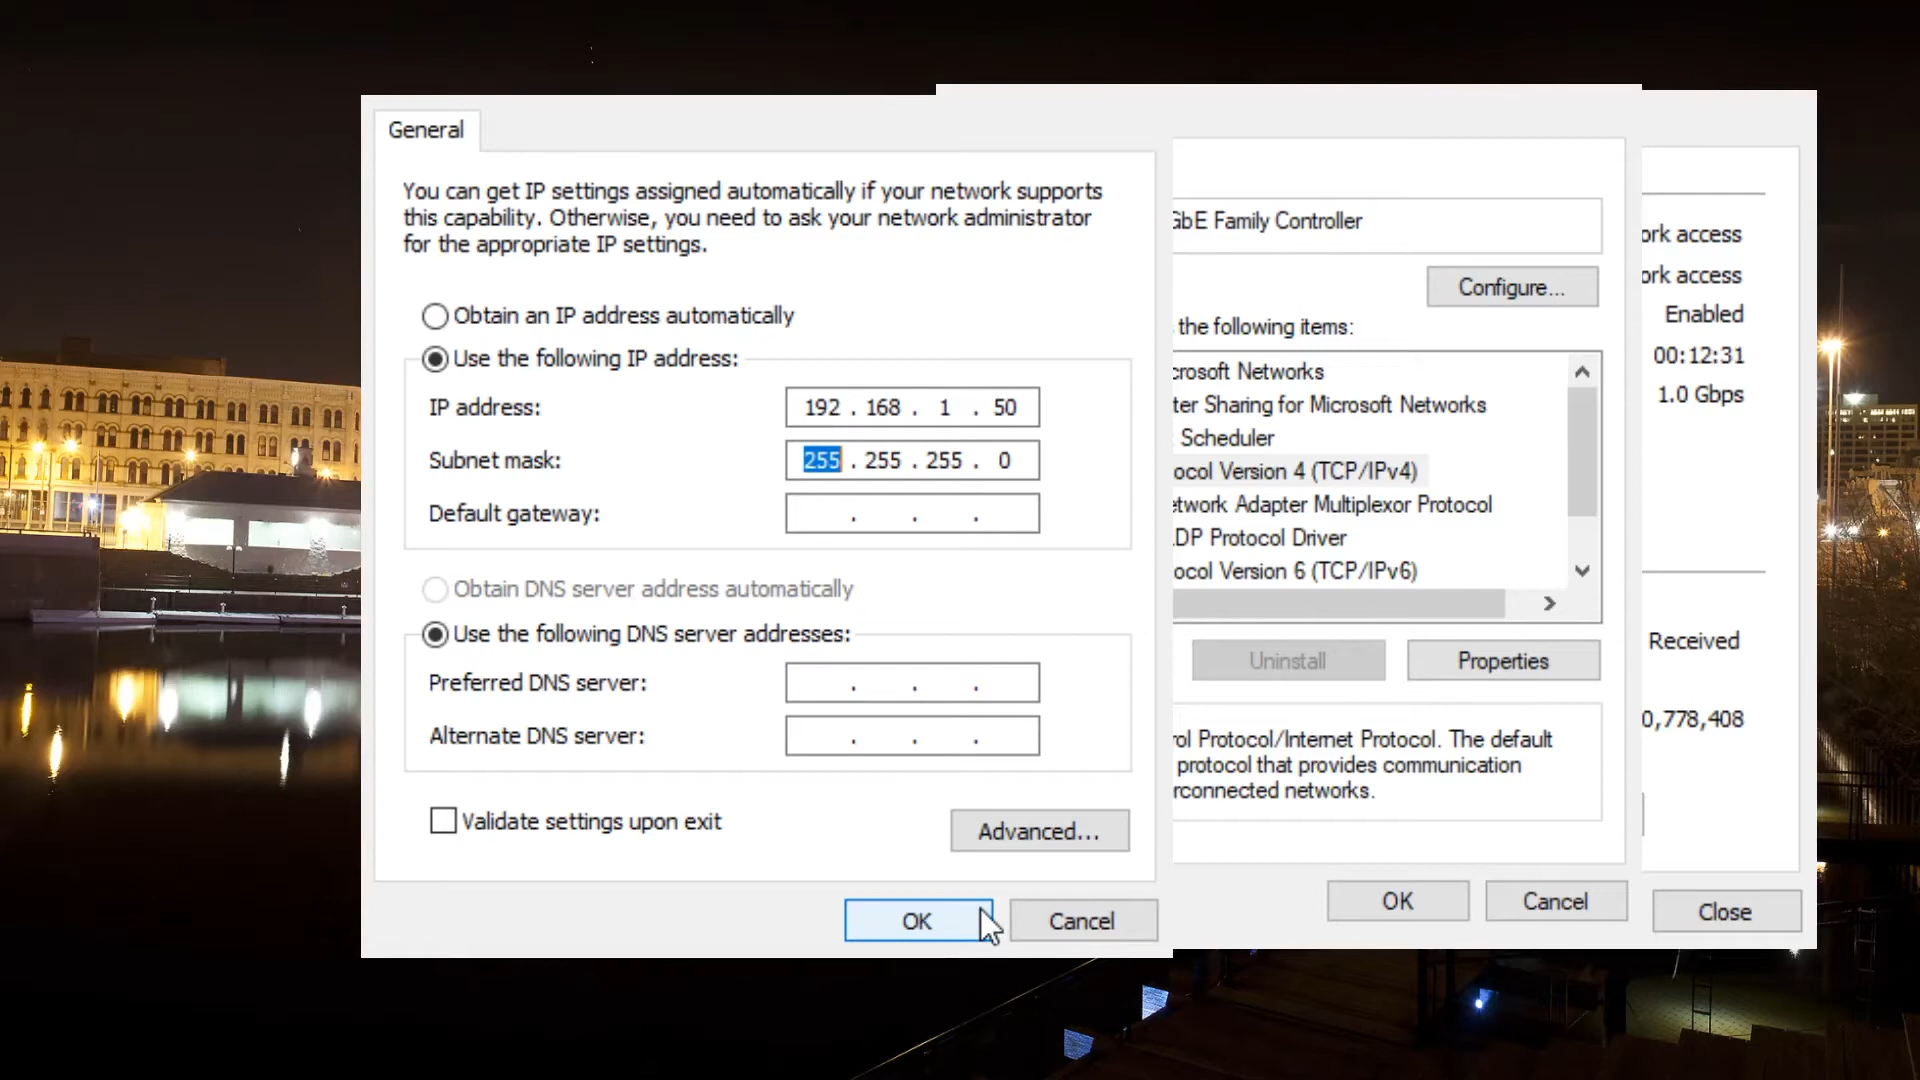 General
You can get IP settings assigned automatically if your network supports
this capability. Otherwise, you need to ask your network administrator
for the appropriate IP settings.
Obtain an IP address automatically
Use the following IP address:
IP address:
192 . 168 . 1 . 50
Subnet mask:
255 . 255 . 255 . 0
Default gateway:
. . .
Obtain DNS server address automatically
Use the following DNS server addresses:
Preferred DNS server:
. . .
Alternate DNS server:
. . .
Validate settings upon exit
Advanced...
OK
Cancel
GbE Family Controller
Configure...
the following items:
crosoft Networks
ter Sharing for Microsoft Networks
Scheduler
ocol Version 4 (TCP/IPv4)
etwork Adapter Multiplexor Protocol
LDP Protocol Driver
ocol Version 6 (TCP/IPv6)
Uninstall
Properties
rol Protocol/Internet Protocol. The default
protocol that provides communication
rconnected networks.
OK
Cancel
ork access
ork access
Enabled
00:12:31
1.0 Gbps
Received
0,778,408
Close